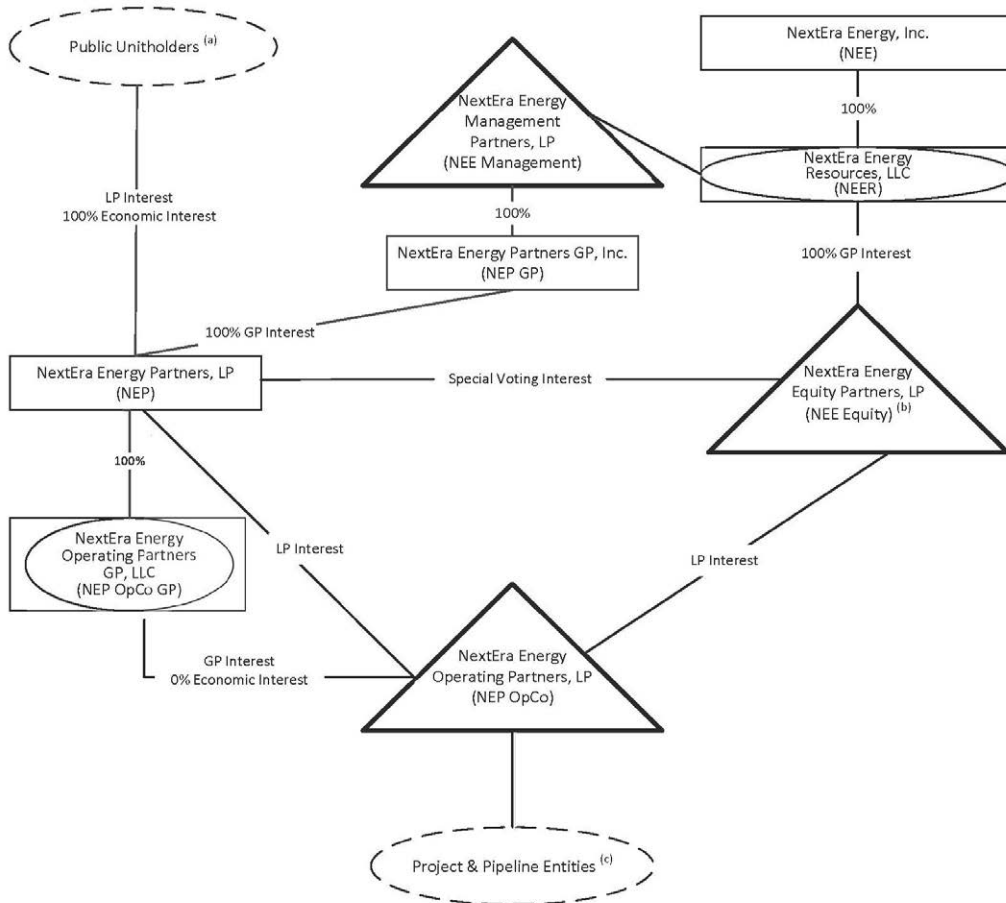 Public Unitholders (a)
NextEra Energy, Inc.
(NEE)
NextEra Energy
Management
Partners, LP
(NEE Management)
100%
NextEra Energy
Resources, LLC
(NEER)
LP Interest
100% Economic Interest
100%
NextEra Energy Partners GP, Inc.
(NEP GP)
100% GP Interest
100% GP Interest
NextEra Energy Partners, LP
(NEP)
Special Voting Interest
NextEra Energy
Equity Partners, LP
(NEE Equity) (b)
100%
NextEra Energy
Operating Partners
GP, LLC
(NEP OpCo GP)
LP Interest
LP Interest
GP Interest
0% Economic Interest
NextEra Energy
Operating Partners, LP
(NEP OpCo)
Project & Pipeline Entities (c)